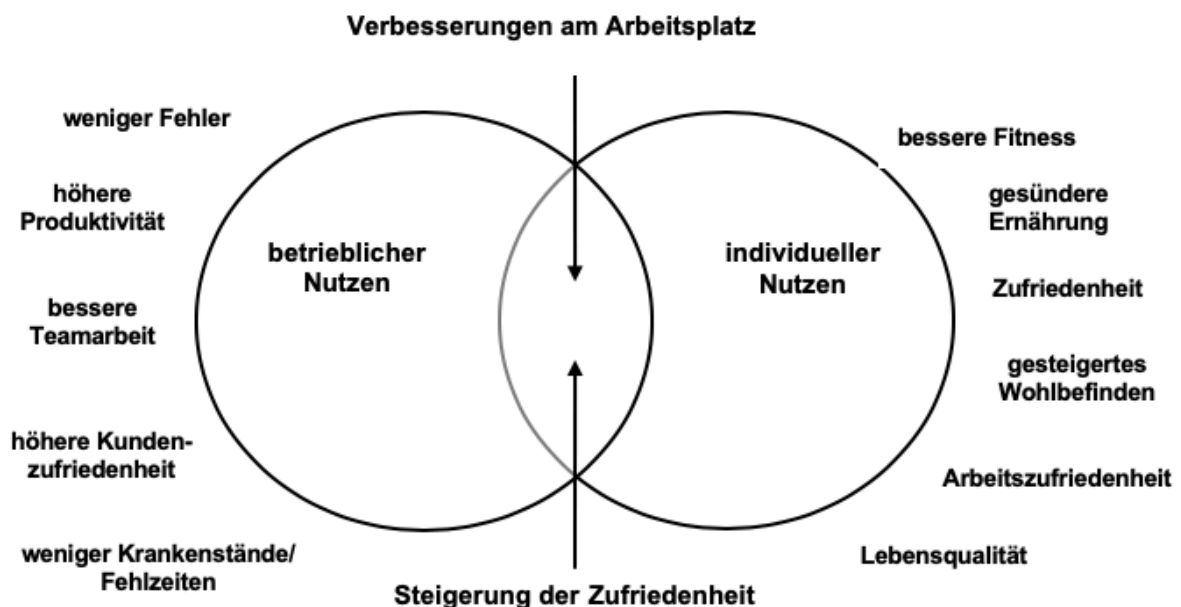 Verbesserungen am Arbeitsplatz
weniger Fehler
höhere
Produktivität
bessere
Teamarbeit
höhere Kunden-
zufriedenheit
weniger Krankenstände/
Fehlzeiten
betrieblicher
Nutzen
individueller
Nutzen
bessere Fitness
gesündere
Ernährung
Zufriedenheit
gesteigertes
Wohlbefinden
Arbeitszufriedenheit
Lebensqualität
Steigerung der Zufriedenheit